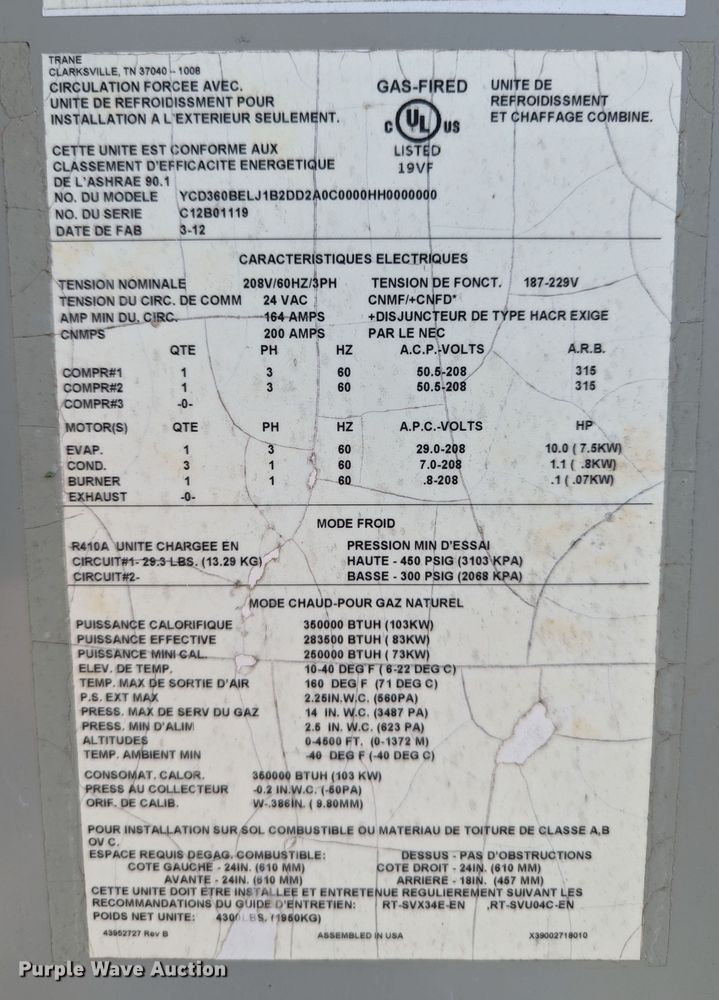 TRANE
CLARKSVILLE, TN 37040 - 1008
CIRCULATION FORCEE AVEC.
UNITE DE REFROIDISSMENT POUR
INSTALLATION A L'EXTERIEUR SEULEMENT.
GAS-FIRED
C UL US
LISTED
19VF
UNITE DE
REFROIDISSMENT
ET CHAFFAGE COMBINE.
CETTE UNITE EST CONFORME AUX
CLASSEMENT D'EFFICACITE ENERGETIQUE
DE L'ASHRAE 90.1
NO. DU MODELE YCD360BELJ1B2DD2A0C0000HH0000000
NO. DU SERIE C12B01119
DATE DE FAB 3-12
CARACTERISTIQUES ELECTRIQUES
TENSION NOMINALE 208V/60HZ/3PH TENSION DE FONCT. 187-229V
TENSION DU CIRC. DE COMM 24 VAC CNMF/+CNFD*
AMP MIN DU. CIRC. 164 AMPS +DISJUNCTEUR DE TYPE HACR EXIGE
CNMPS 200 AMPS PAR LE NEC
QTE PH HZ A.C.P.-VOLTS A.R.B.
COMPR#1 1 3 60 50.5-208 315
COMPR#2 1 3 60 50.5-208 315
COMPR#3 -0-
MOTOR(S) QTE PH HZ A.P.C.-VOLTS HP
EVAP. 1 3 60 29.0-208 10.0 ( 7.5KW)
COND. 3 1 60 7.0-208 1.1 ( .8KW)
BURNER 1 1 60 .8-208 .1 ( .07KW)
EXHAUST -0-
MODE FROID
R410A UNITE CHARGEE EN PRESSION MIN D'ESSAI
CIRCUIT#1- 29.3 LBS. (13.29 KG) HAUTE - 450 PSIG (3103 KPA)
CIRCUIT#2- BASSE - 300 PSIG (2068 KPA)
MODE CHAUD-POUR GAZ NATUREL
PUISSANCE CALORIFIQUE 350000 BTUH (103KW)
PUISSANCE EFFECTIVE 283500 BTUH ( 83KW)
PUISSANCE MINI CAL. 250000 BTUH ( 73KW)
ELEV. DE TEMP. 10-40 DEG F ( 6-22 DEG C)
TEMP. MAX DE SORTIE D'AIR 160 DEG F (71 DEG C)
P.S. EXT MAX 2.25IN.W.C. (560PA)
PRESS. MAX DE SERV DU GAZ 14 IN. W.C. (3487 PA)
PRESS. MIN D'ALIM 2.5 IN. W.C. (623 PA)
ALTITUDES 0-4500 FT. (0-1372 M)
TEMP. AMBIENT MIN -40 DEG F (-40 DEG C)
CONSOMAT. CALOR. 350000 BTUH (103 KW)
PRESS AU COLLECTEUR -0.2 IN.W.C. (-50PA)
ORIF. DE CALIB. W-.386IN. ( 9.80MM)
POUR INSTALLATION SUR SOL COMBUSTIBLE OU MATERIAU DE TOITURE DE CLASSE A,B
OV C.
ESPACE REQUIS DEGAG. COMBUSTIBLE: DESSUS - PAS D'OBSTRUCTIONS
COTE GAUCHE - 24IN. (610 MM) COTE DROIT - 24IN. (610 MM)
AVANTE - 24IN. (610 MM) ARRIERE - 18IN. (457 MM)
CETTE UNITE DOIT ETRE INSTALLEE ET ENTRETENUE REGULIEREMENT SUIVANT LES
RECOMMANDATIONS DU GUIDE D'ENTRETIEN: RT-SVX34E-EN ,RT-SVU04C-EN
POIDS NET UNITE: 4300 LBS. (1950KG)
43952727 Rev B ASSEMBLED IN USA X39002718010
Purple Wave Auction